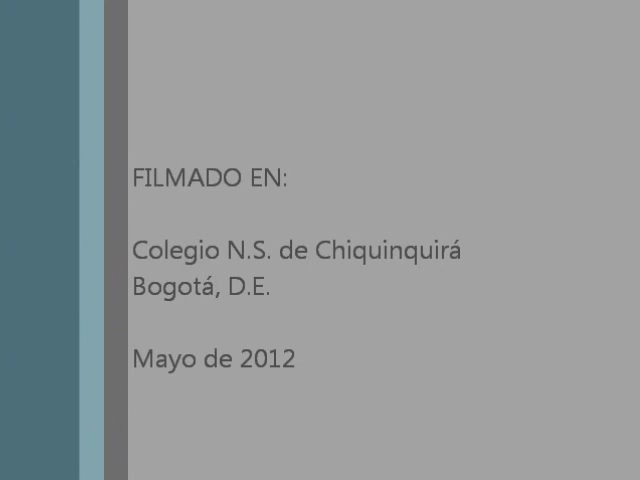 FILMADO EN:
Colegio N.S. de Chiquinquirá
Bogotá, D.E.
Mayo de 2012